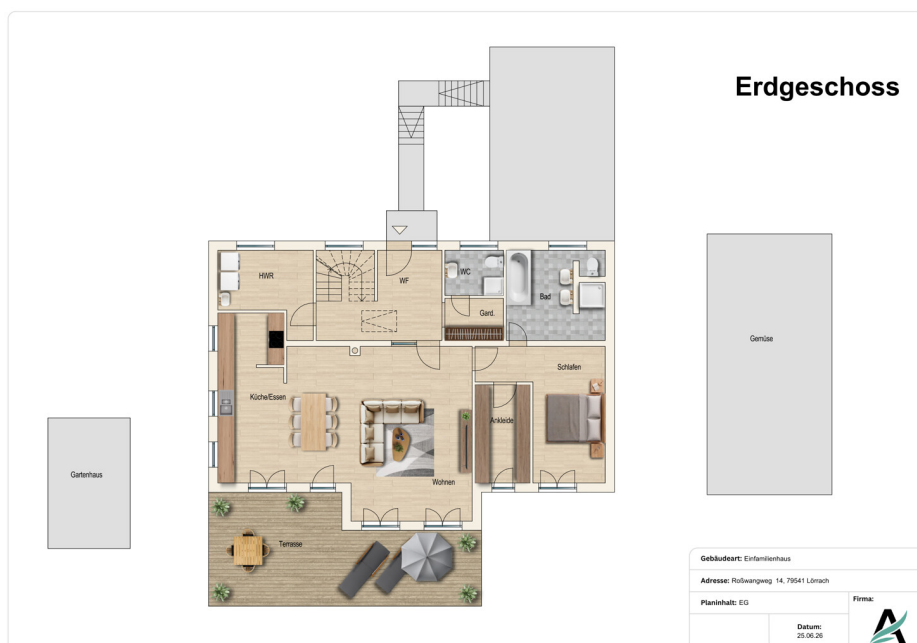 Erdgeschoss
HWR
WF
WC
Bad
Gard.
Gemüse
Schlafen
Küche/Essen
Ankleide
Gartenhaus
Wohnen
Terrasse
Gebäudeart: Einfamilienhaus
Adresse: Roßwangweg 14, 79541 Lörrach
Planinhalt: EG
Firma:
Datum:
25.06.26